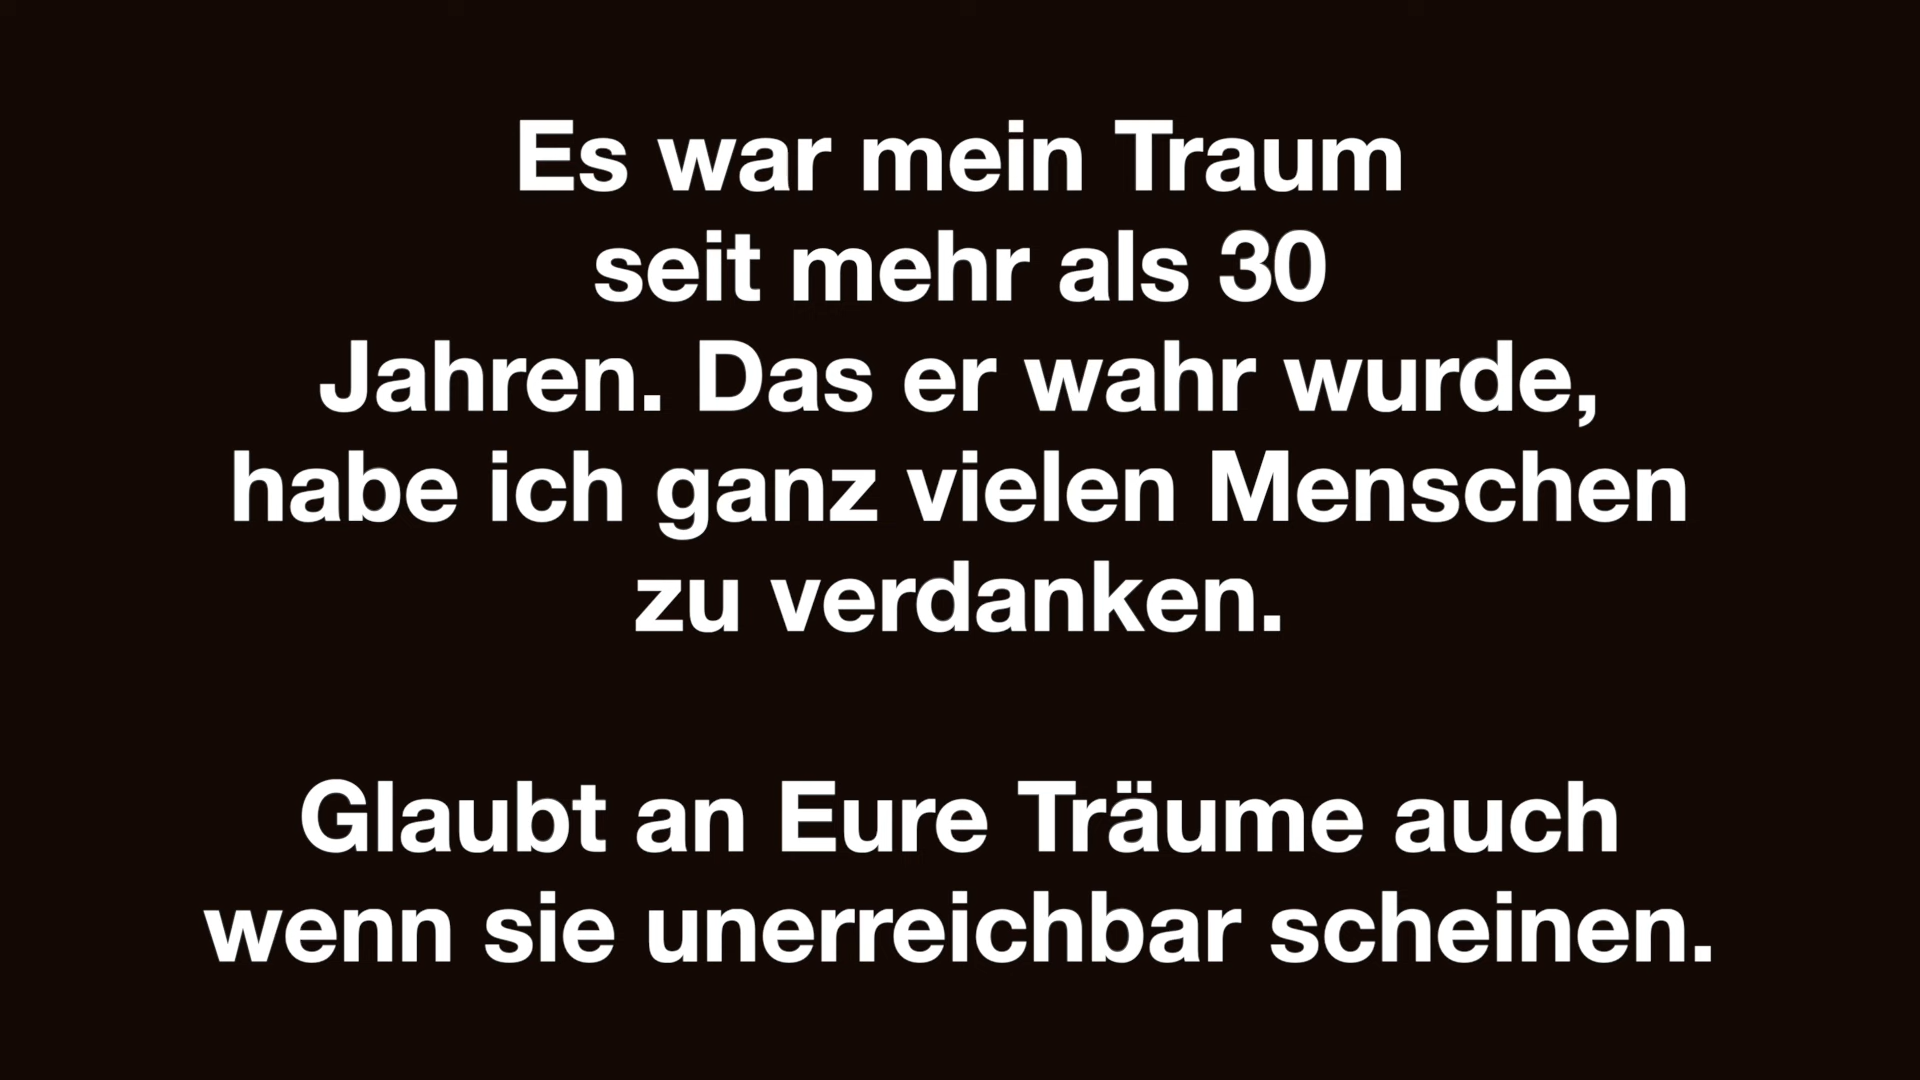 Es war mein Traum
seit mehr als 30
Jahren. Das er wahr wurde,
habe ich ganz vielen Menschen
zu verdanken.
Glaubt an Eure Träume auch
wenn sie unerreichbar scheinen.